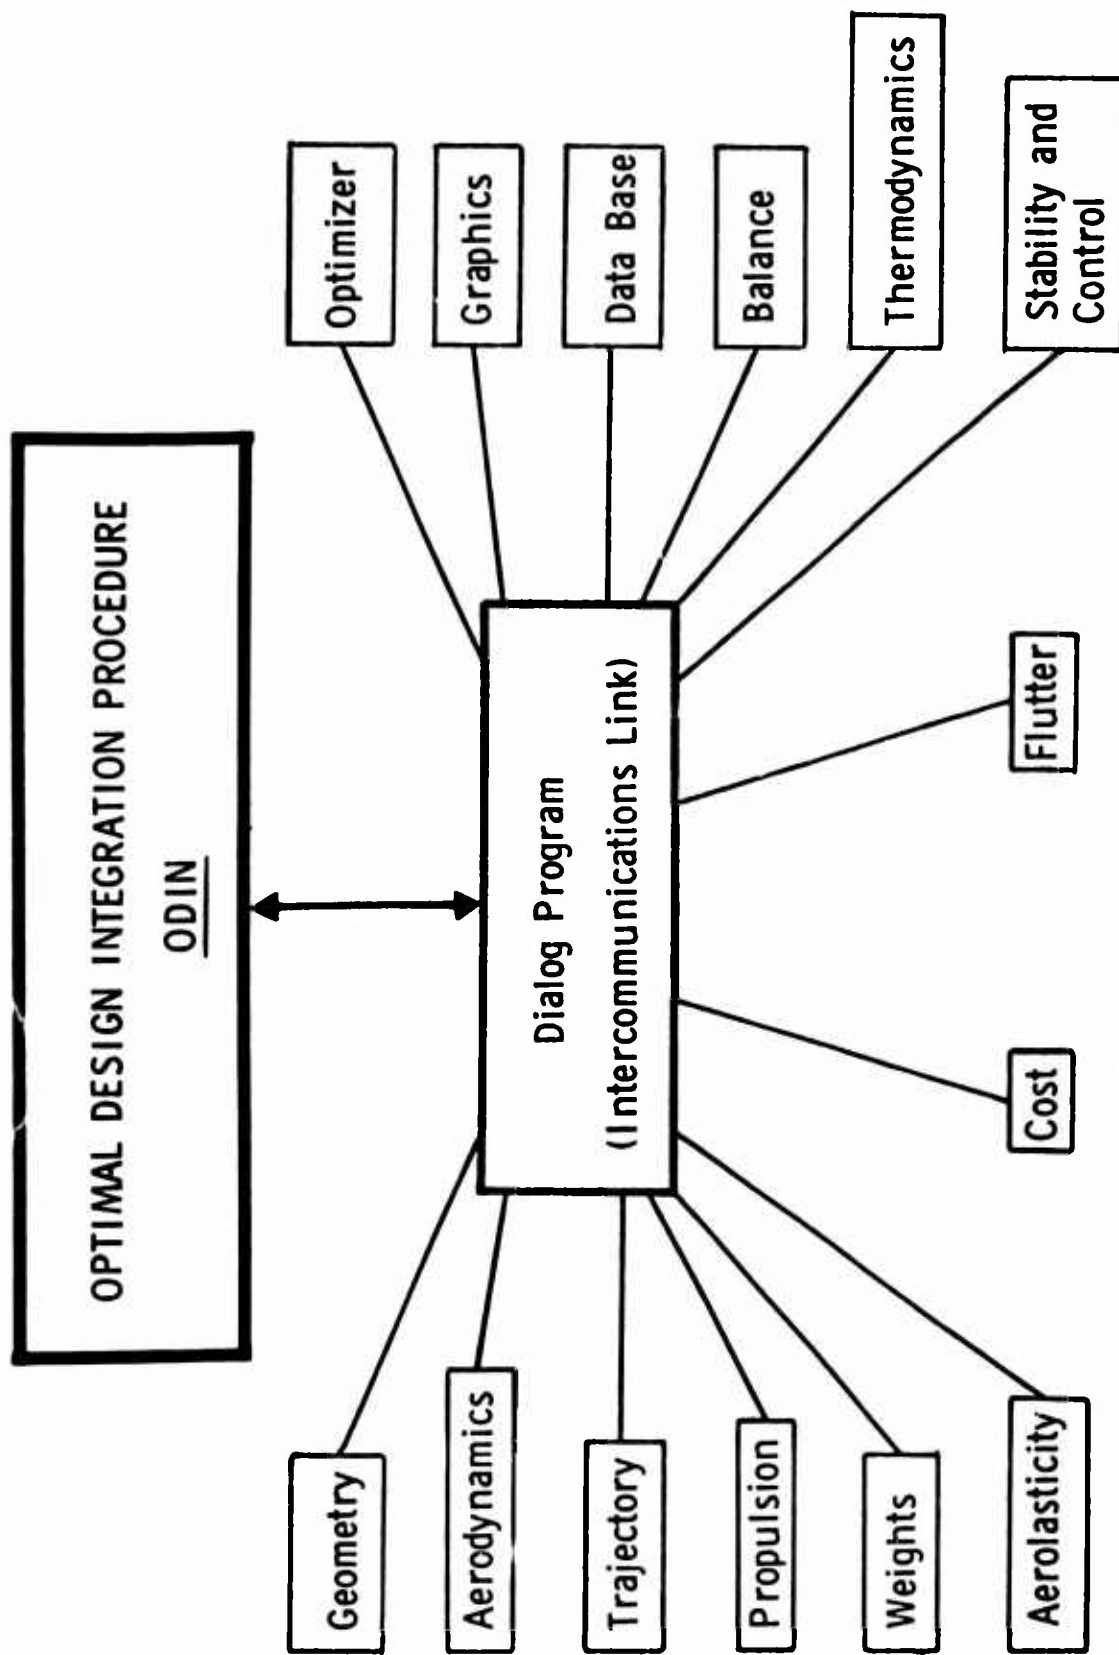 OPTIMAL DESIGN INTEGRATION PROCEDURE
ODIN
Dialog Program
(Intercommunications Link)
Geometry
Aerodynamics
Trajectory
Propulsion
Weights
Aerolasticity
Cost
Flutter
Optimizer
Graphics
Data Base
Balance
Thermodynamics
Stability and
Control